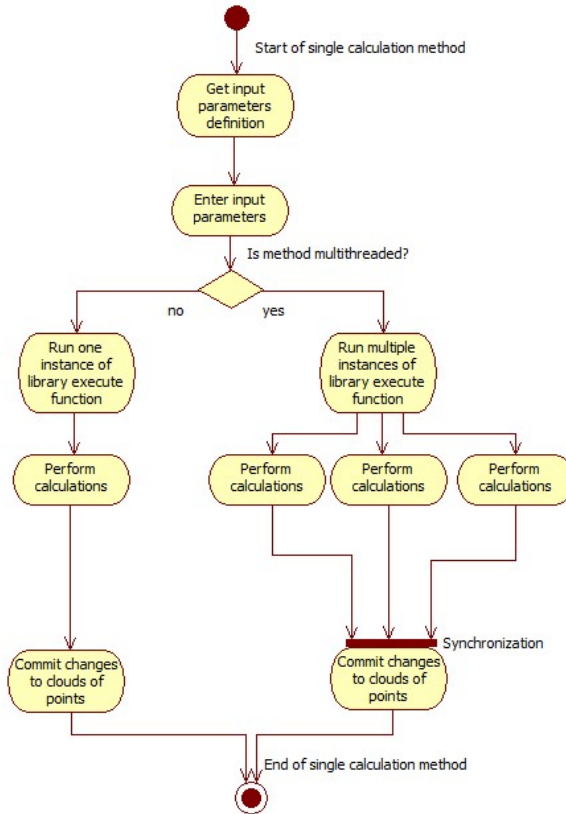 Start of single calculation method
Get input
parameters
definition
Enter input
parameters
Is method multithreaded?
no
yes
Run one
instance of
library execute
function
Run multiple
instances of
library execute
function
Perform
calculations
Perform
calculations
Perform
calculations
Perform
calculations
Synchronization
Commit changes
to clouds of
points
Commit changes
to clouds of
points
End of single calculation method